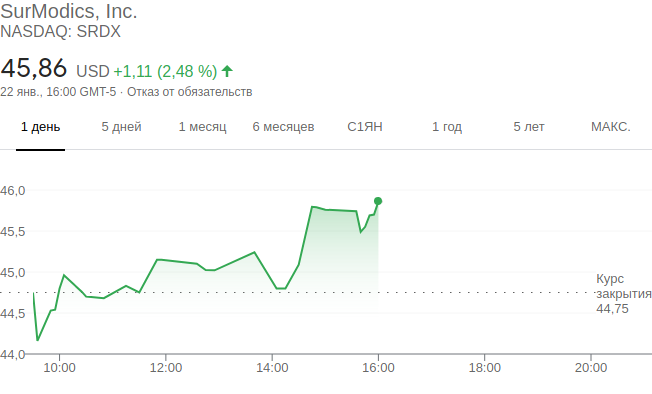 SurModics, Inc.
NASDAQ: SRDX
45,86 USD +1,11 (2,48 %)
22 янв., 16:00 GMT-5 · Отказ от обязательств
1 день 5 дней 1 месяц 6 месяцев С1ЯН 1 год 5 лет МАКС.
46,0
45,5
45,0
44,5
44,0
Курс
закрытия
44,75
10:00 12:00 14:00 16:00 18:00 20:00